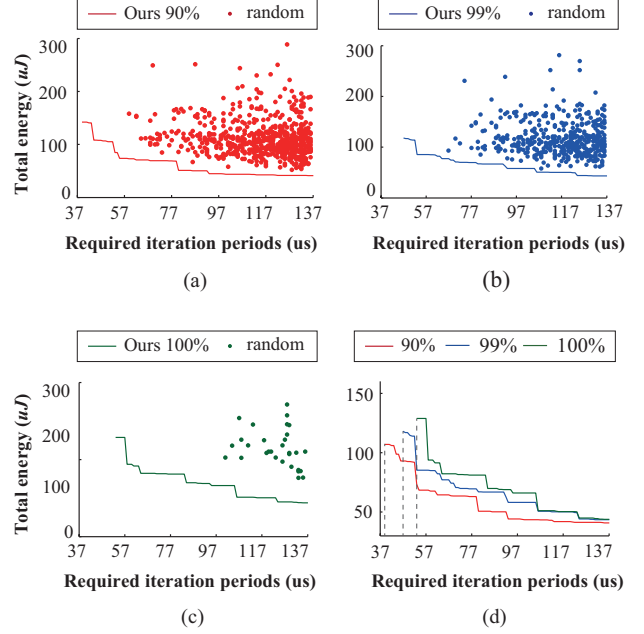 Ours 90% random
300
200
100
0
Total energy (uJ)
37 57 77 97 117 137
Required iteration periods (us)
(a)
Ours 99% random
300
200
100
0
37 57 77 97 117 137
Required iteration periods (us)
(b)
Ours 100% random
300
200
100
0
Total energy (uJ)
37 57 77 97 117 137
Required iteration periods (us)
(c)
90% 99% 100%
150
100
50
37 57 77 97 117 137
Required iteration periods (us)
(d)